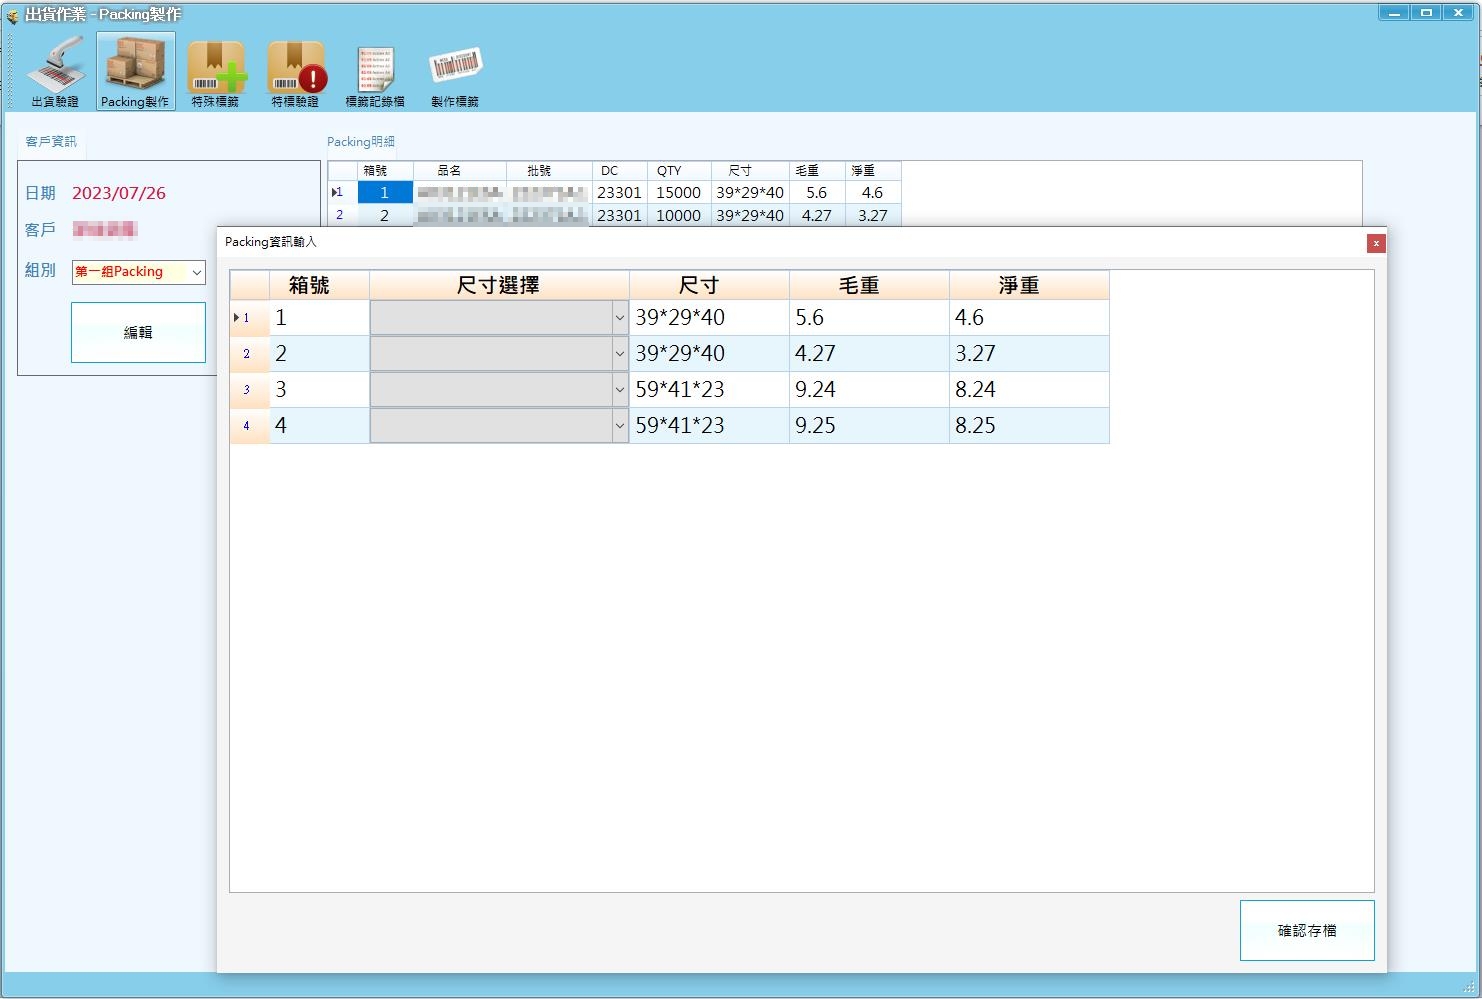 出貨作業 - Packing製作
出貨驗證 Packing製作 特殊標籤 特標驗證 標籤記錄檔 製作標籤
客戶資訊
日期 2023/07/26
客戶
組別 第一組Packing
編輯
Packing明細
箱號 品名 批號 DC QTY 尺寸 毛重 淨重
1 1 23301 15000 39*29*40 5.6 4.6
2 2 23301 10000 39*29*40 4.27 3.27
Packing資訊輸入
箱號 尺寸選擇 尺寸 毛重 淨重
1 1 39*29*40 5.6 4.6
2 2 39*29*40 4.27 3.27
3 3 59*41*23 9.24 8.24
4 4 59*41*23 9.25 8.25
確認存檔